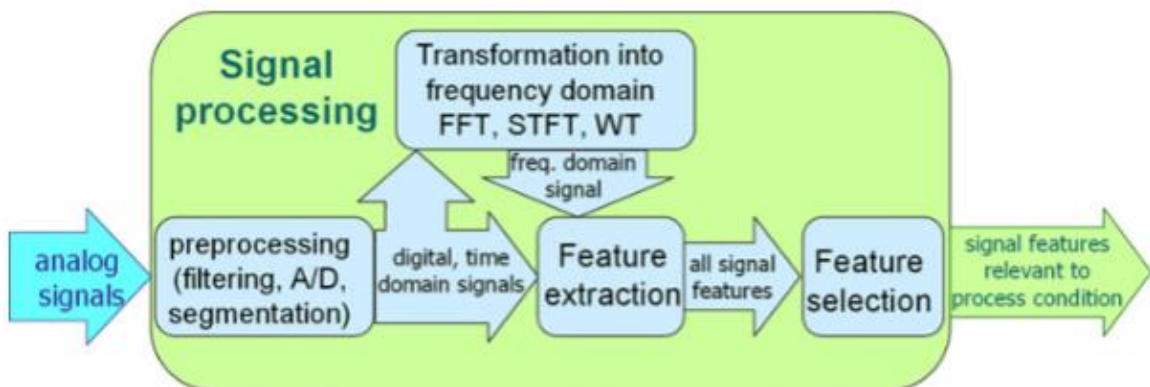 Signal
processing
Transformation into
frequency domain
FFT, STFT, WT
freq. domain
signal
analog
signals
preprocessing
(filtering, A/D,
segmentation)
digital, time
domain signals
Feature
extraction
all signal
features
Feature
selection
signal features
relevant to
process condition